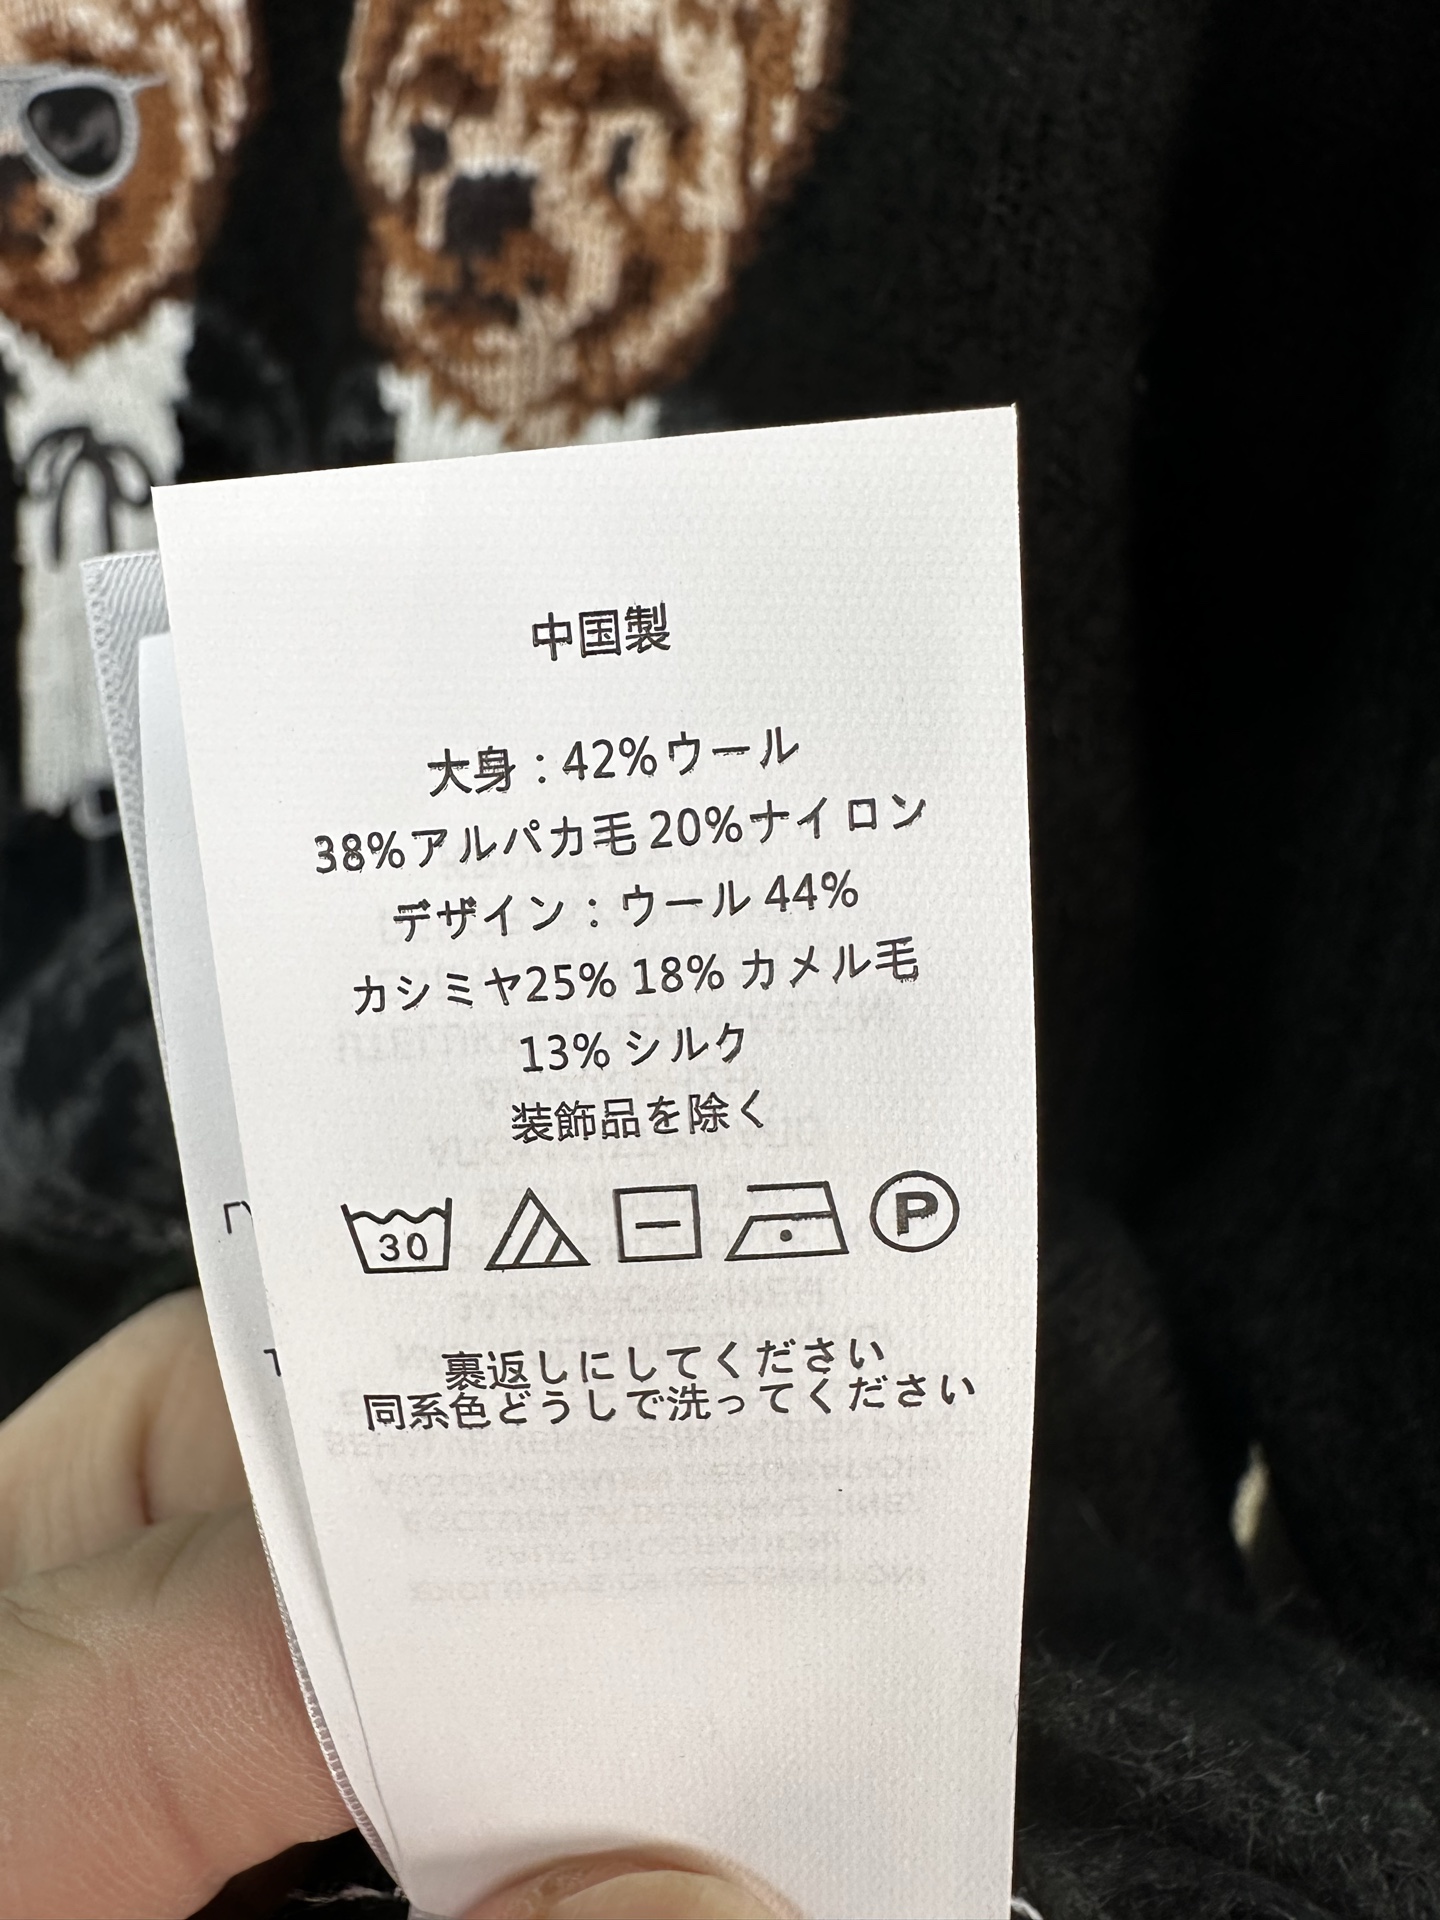 中国製
大身：42%ウール
38%アルパカ毛 20%ナイロン
デザイン：ウール 44%
カシミヤ25% 18% カメル毛
13% シルク
装飾品を除く
30
P
裏返しにしてください
同系色どうしで洗ってください